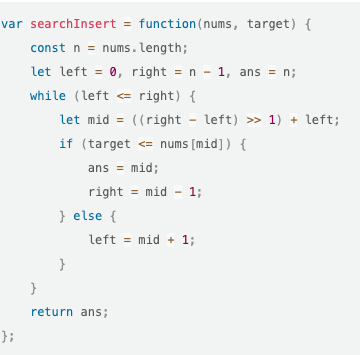 var searchInsert = function(nums, target) {
    const n = nums.length;
    let left = 0, right = n - 1, ans = n;
    while (left <= right) {
        let mid = ((right - left) >> 1) + left;
        if (target <= nums[mid]) {
            ans = mid;
            right = mid - 1;
        } else {
            left = mid + 1;
        }
    }
    return ans;
};